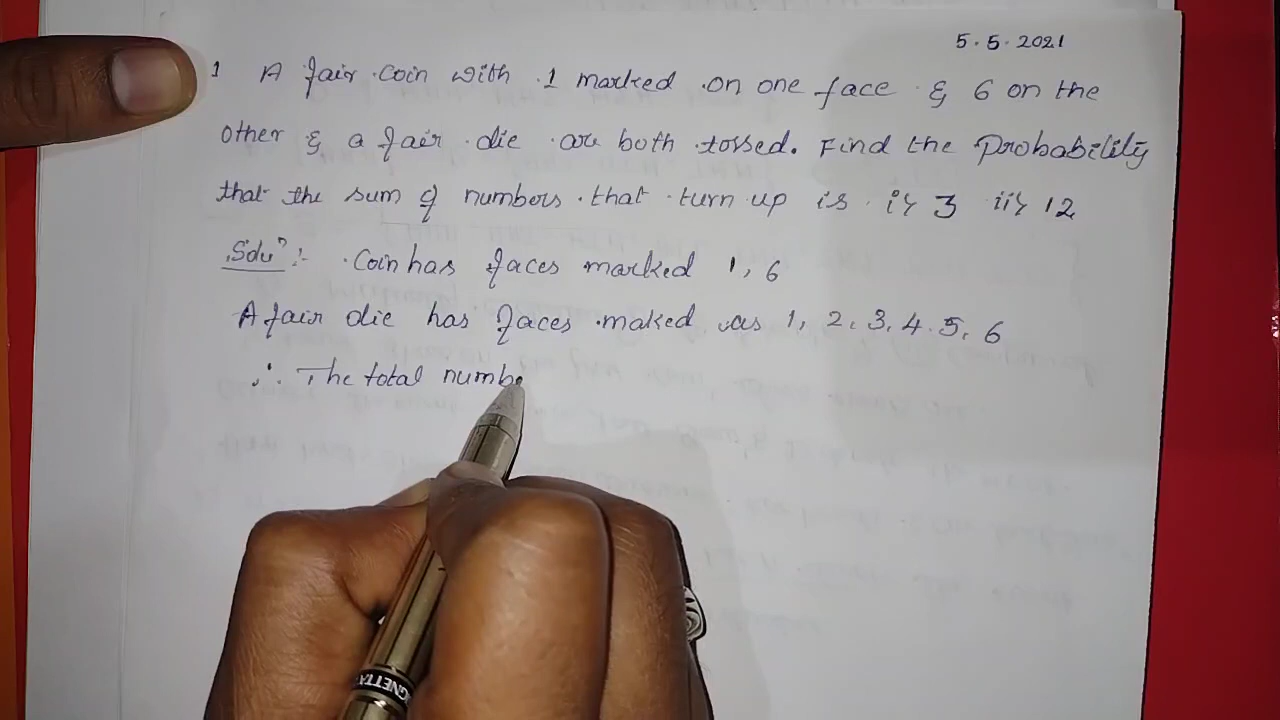 5.5.2021
1 A fair coin with 1 marked on one face & 6 on the
other & a fair die are both tossed. Find the Probability
that the sum of numbers that turn up is i> 3 ii> 12
Solun :- Coin has faces marked 1, 6
A fair die has faces maked as 1, 2, 3, 4. 5, 6
∴ The total numbe